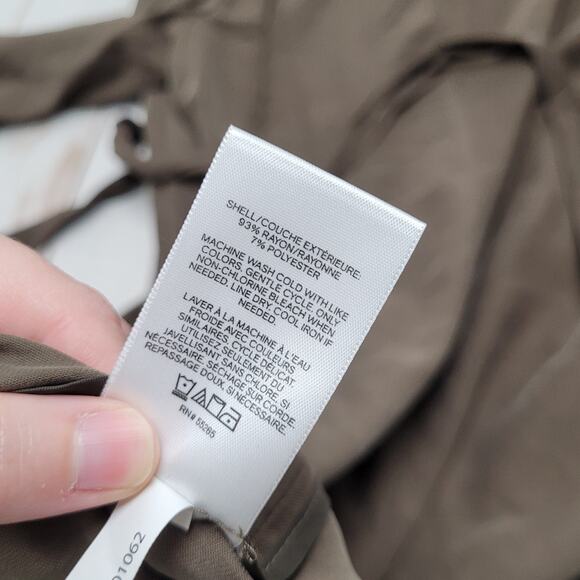 SHELL/COUCHE EXTÉRIEURE:
93% RAYON/RAYONNE
7% POLYESTER
MACHINE WASH COLD WITH LIKE
COLORS, GENTLE CYCLE, ONLY
NON-CHLORINE BLEACH WHEN
NEEDED, LINE DRY, COOL IRON IF
NEEDED.
LAVER À LA MACHINE À L'EAU
FROIDE AVEC COULEURS
SIMILAIRES, CYCLE DÉLICAT
UTILISEZ SEULEMENT DU
JAVELLISANT SANS CHLORE, SI
NÉCESSAIRE. SÉCHAGE SUR CORDE.
REPASSAGE DOUX, SI NÉCESSAIRE.
RN# 55285
01062